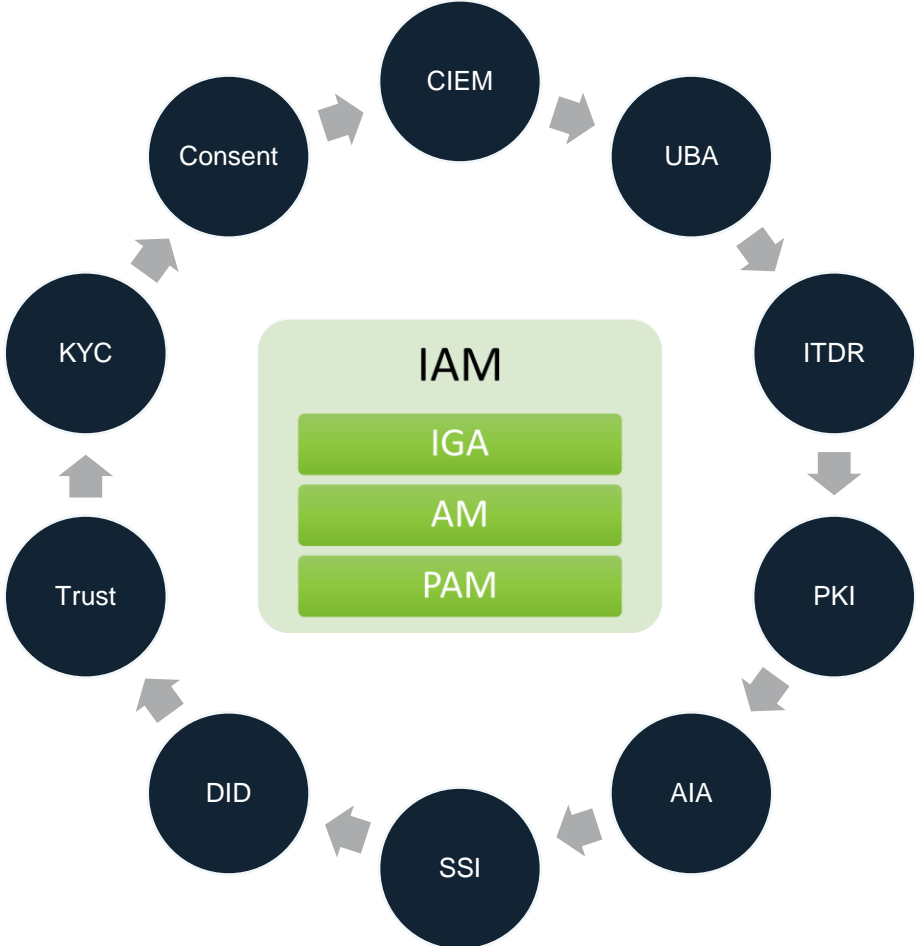 CIEM
UBA
ITDR
PKI
AIA
SSI
DID
Trust
KYC
Consent
IAM
IGA
AM
PAM